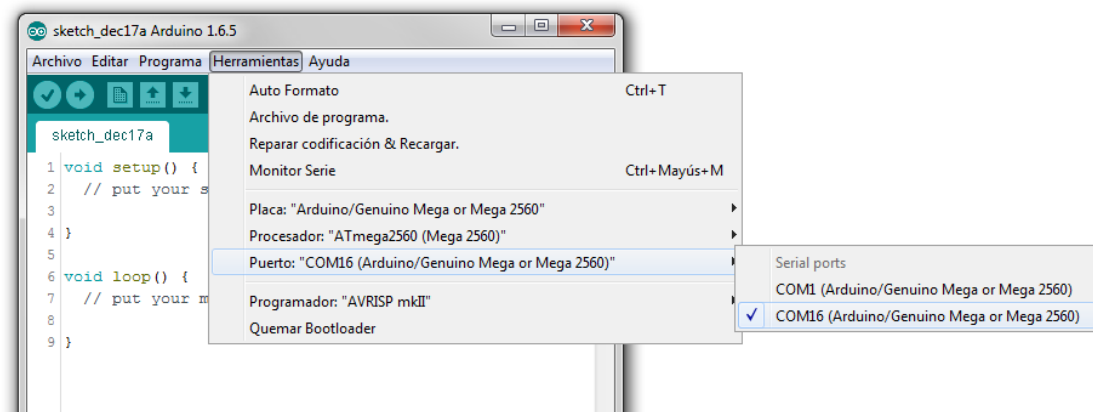 sketch_dec17a Arduino 1.6.5
Archivo Editar Programa Herramientas Ayuda
sketch_dec17a
1 void setup() {
2 // put your s
3
4 }
5
6 void loop() {
7 // put your m
8
9 }
Auto Formato Ctrl+T
Archivo de programa.
Reparar codificación & Recargar.
Monitor Serie Ctrl+Mayús+M
Placa: "Arduino/Genuino Mega or Mega 2560"
Procesador: "ATmega2560 (Mega 2560)"
Puerto: "COM16 (Arduino/Genuino Mega or Mega 2560)"
Programador: "AVRISP mkII"
Quemar Bootloader
Serial ports
COM1 (Arduino/Genuino Mega or Mega 2560)
COM16 (Arduino/Genuino Mega or Mega 2560)